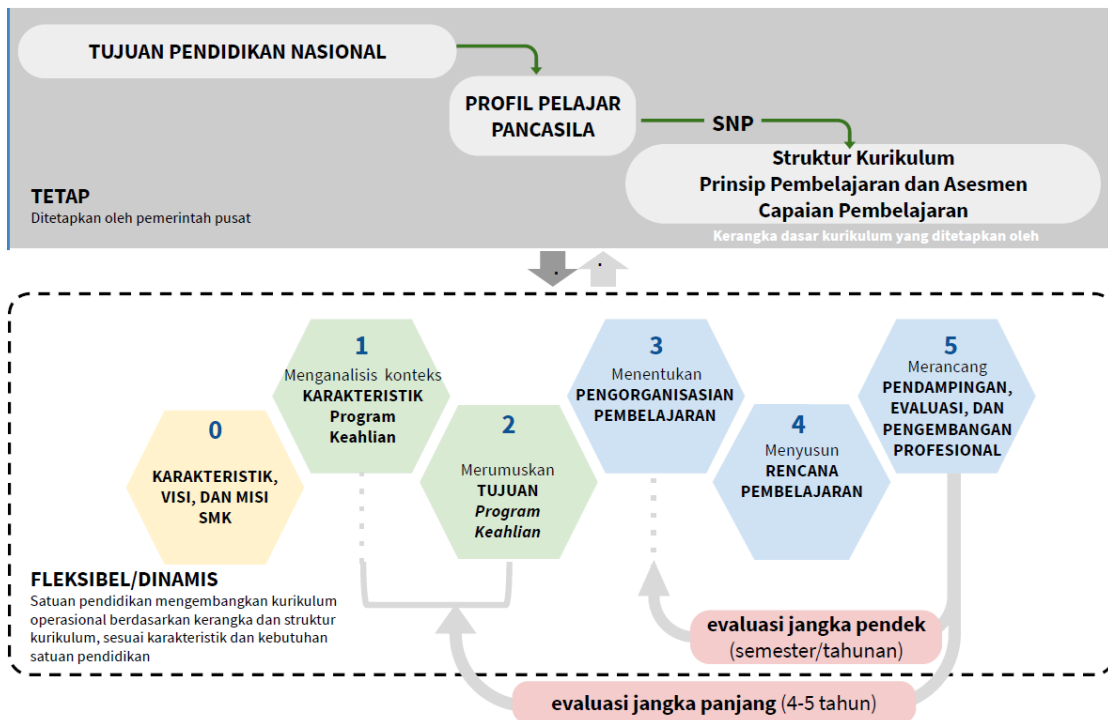 TUJUAN PENDIDIKAN NASIONAL
PROFIL PELAJAR
PANCASILA
SNP
Struktur Kurikulum
Prinsip Pembelajaran dan Asesmen
Capaian Pembelajaran
TETAP
Ditetapkan oleh pemerintah pusat
Kerangka dasar kurikulum yang ditetapkan oleh
0
KARAKTERISTIK,
VISI, DAN MISI
SMK
1
Menganalisis konteks
KARAKTERISTIK
Program
Keahlian
2
Merumuskan
TUJUAN
Program
Keahlian
3
Menentukan
PENGORGANISASIAN
PEMBELAJARAN
4
Menyusun
RENCANA
PEMBELAJARAN
5
Merancang
PENDAMPINGAN,
EVALUASI, DAN
PENGEMBANGAN
PROFESIONAL
FLEKSIBEL/DINAMIS
Satuan pendidikan mengembangkan kurikulum
operasional berdasarkan kerangka dan struktur
kurikulum, sesuai karakteristik dan kebutuhan
satuan pendidikan
evaluasi jangka pendek
(semester/tahunan)
evaluasi jangka panjang (4-5 tahun)